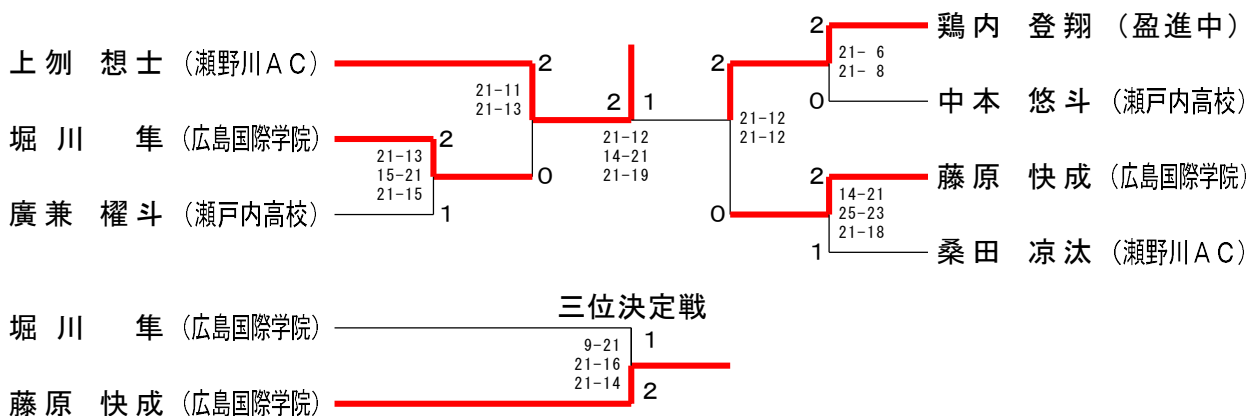 上刎 想士 (瀬野川AC)
2
21-11
21-13
堀川 隼 (広島国際学院)
2
21-13
15-21
21-15
0
廣兼 櫂斗 (瀬戸内高校)
1
2 1
21-12
14-21
21-19
2 鶏内 登翔 (盈進中)
21- 6
21- 8
2
0 中本 悠斗 (瀬戸内高校)
21-12
21-12
2 藤原 快成 (広島国際学院)
14-21
25-23
21-18
0
1 桑田 凉汰 (瀬野川AC)
三位決定戦
堀川 隼 (広島国際学院)
1
9-21
21-16
21-14
2
藤原 快成 (広島国際学院)